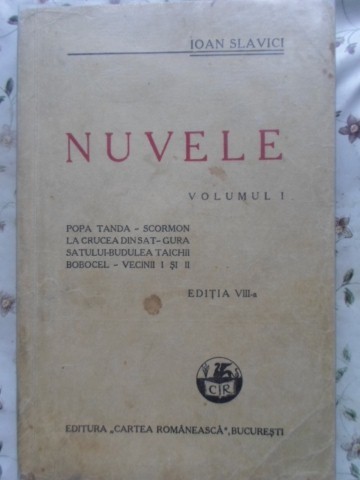 IOAN SLAVICI
NUVELE
VOLUMUL I
POPA TANDA - SCORMON
LA CRUCEA DIN SAT - GURA
SATULUI - BUDULEA TAICHII
BOBOCEL - VECINII I ȘI II
EDIȚIA VIII-a
CJR
EDITURA „CARTEA ROMÂNEASCĂ", BUCUREȘTI